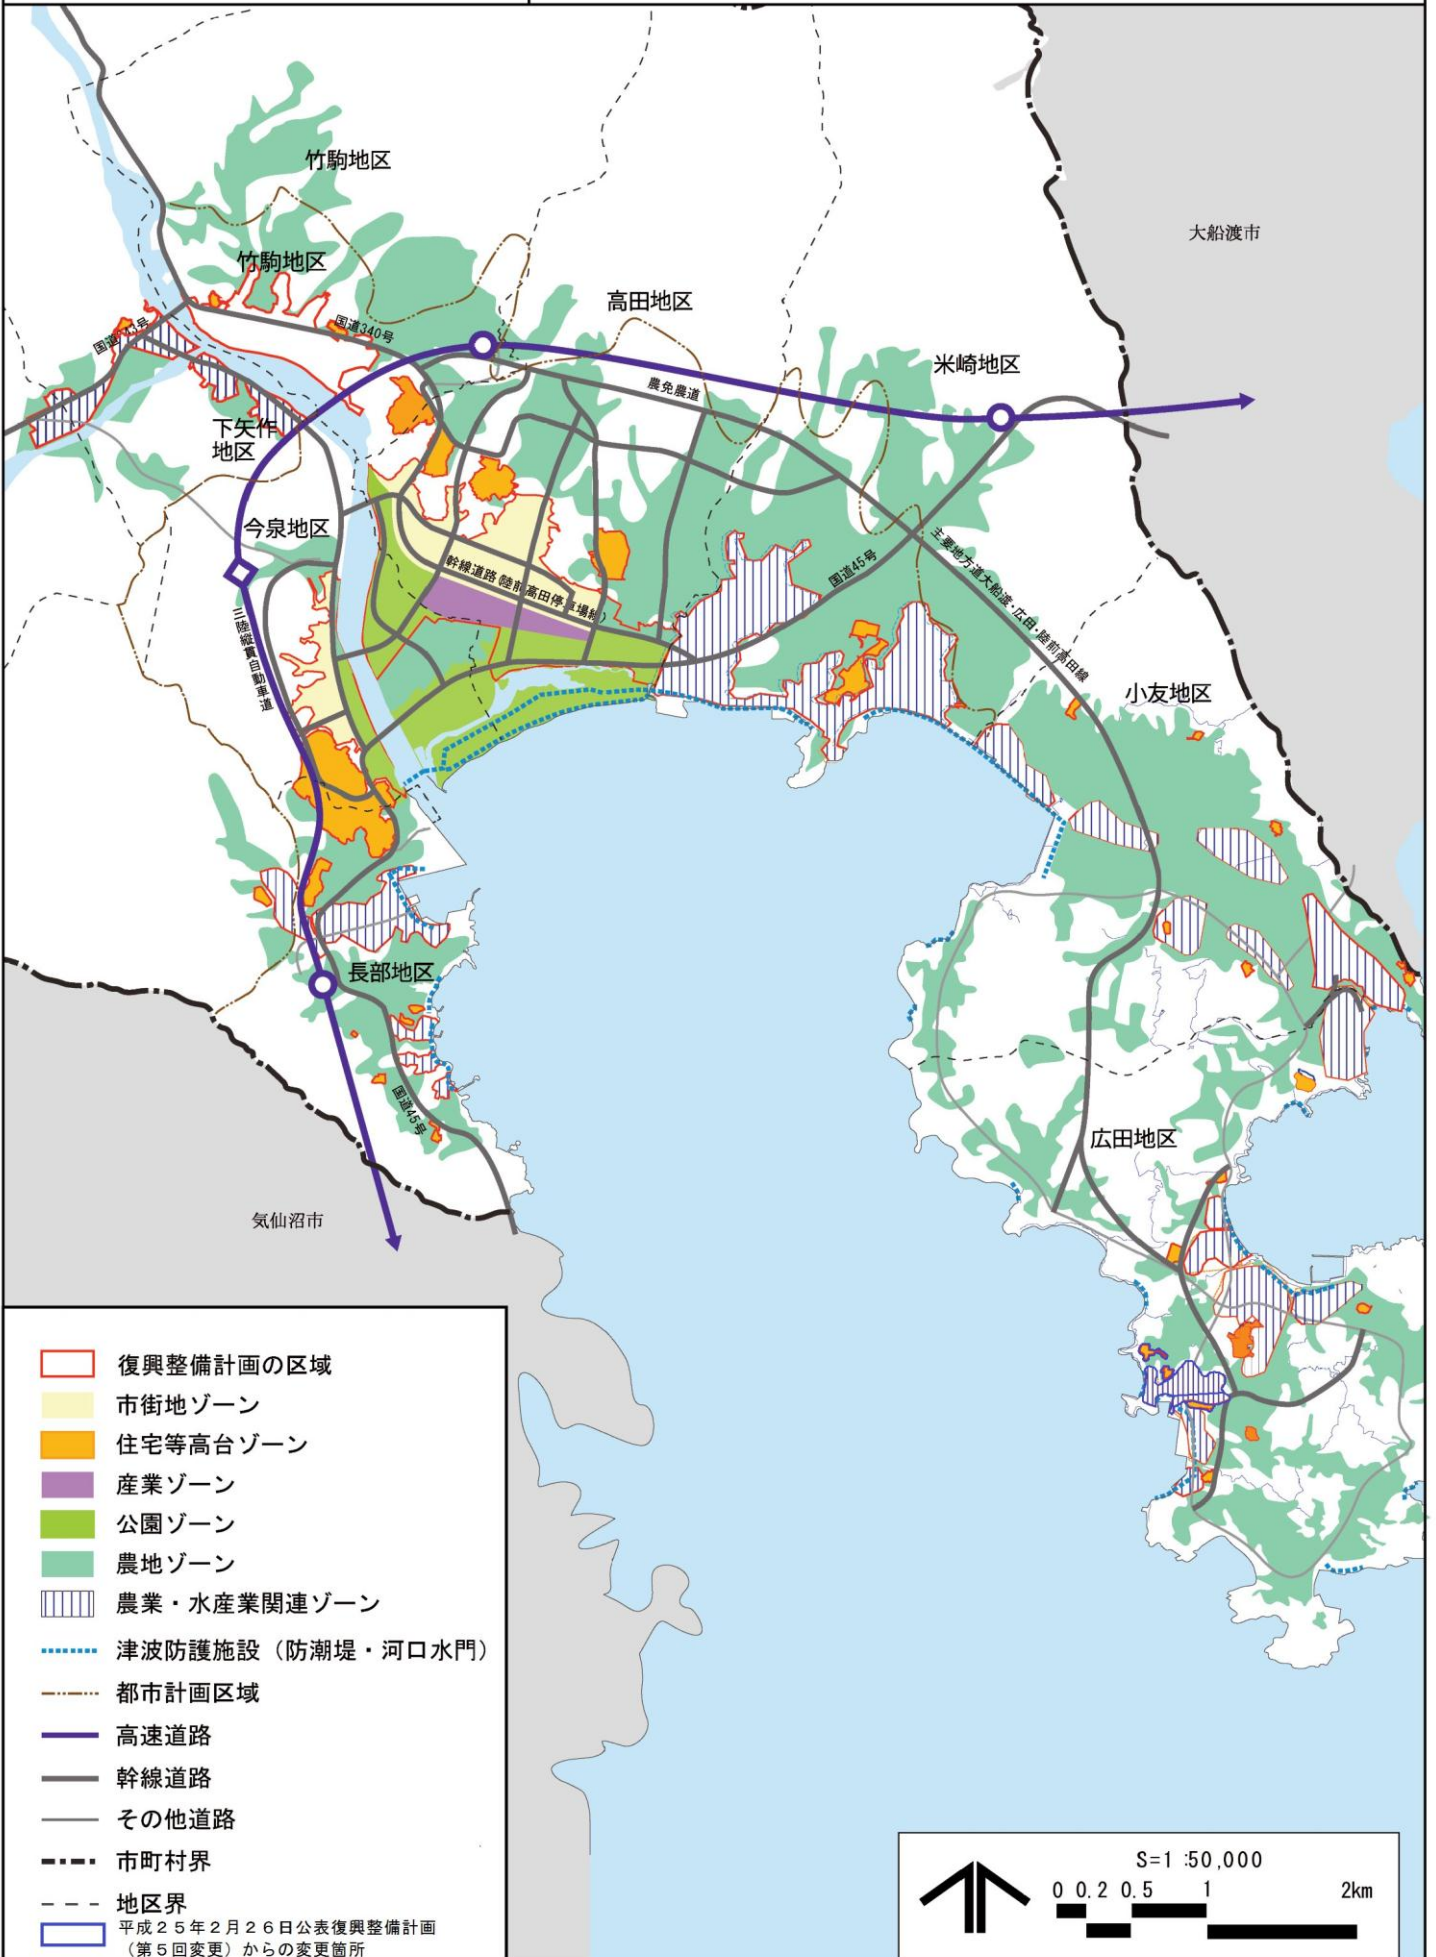 竹駒地区
大船渡市
竹駒地区
高田地区
国道340号
米崎地区
農免農道
下矢作
地区
今泉地区
幹線道路(陸前高田停車場線)
国道45号
主要地方道大船渡・広田・陸前高田線
三陸縦貫自動車道
小友地区
長部地区
国道45号
広田地区
気仙沼市
復興整備計画の区域
市街地ゾーン
住宅等高台ゾーン
産業ゾーン
公園ゾーン
農地ゾーン
農業・水産業関連ゾーン
津波防護施設（防潮堤・河口水門）
都市計画区域
高速道路
幹線道路
その他道路
市町村界
地区界
平成２５年２月２６日公表復興整備計画
（第５回変更）からの変更箇所
S=1:50,000
0 0.2 0.5 1 2km